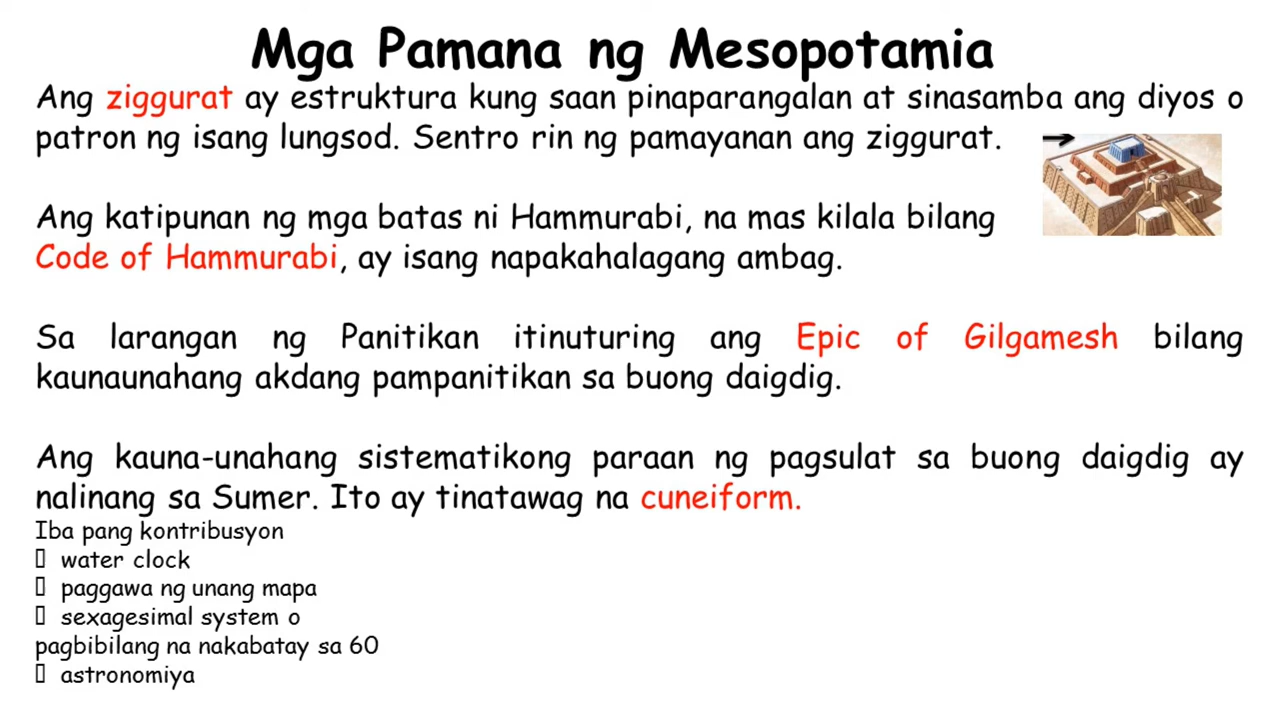 Mga Pamana ng Mesopotamia
Ang ziggurat ay estruktura kung saan pinaparangalan at sinasamba ang diyos o
patron ng isang lungsod. Sentro rin ng pamayanan ang ziggurat.
Ang katipunan ng mga batas ni Hammurabi, na mas kilala bilang
Code of Hammurabi, ay isang napakahalagang ambag.
Sa larangan ng Panitikan itinuturing ang Epic of Gilgamesh bilang
kaunaunahang akdang pampanitikan sa buong daigdig.
Ang kauna-unahang sistematikong paraan ng pagsulat sa buong daigdig ay
nalinang sa Sumer. Ito ay tinatawag na cuneiform.
Iba pang kontribusyon
▯ water clock
▯ paggawa ng unang mapa
▯ sexagesimal system o
pagbibilang na nakabatay sa 60
▯ astronomiya